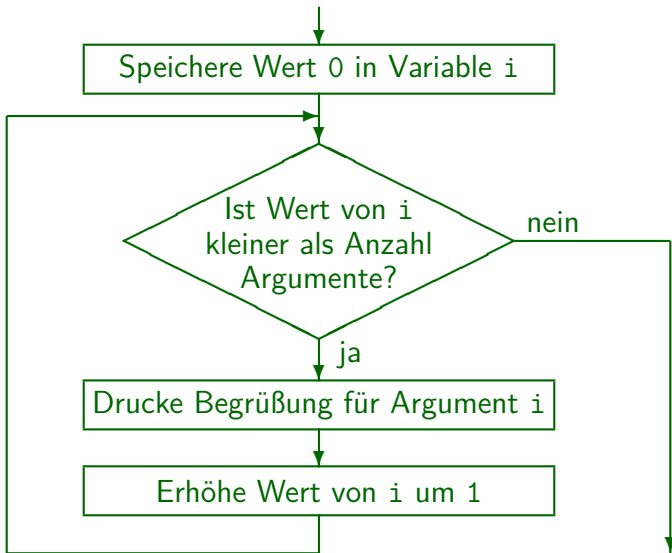 Speichere Wert 0 in Variable i
Ist Wert von i
kleiner als Anzahl
Argumente?
nein
ja
Drucke Begrüßung für Argument i
Erhöhe Wert von i um 1